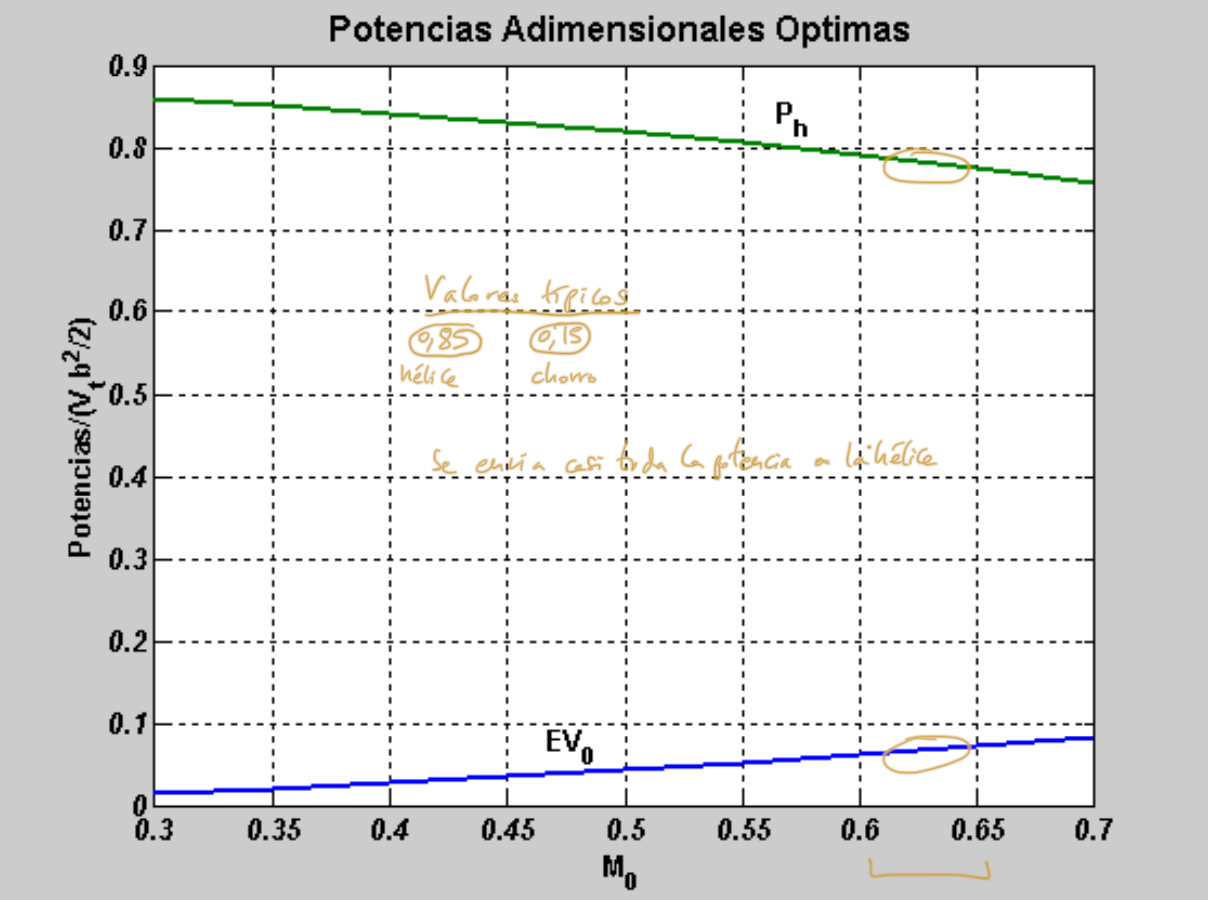 Potencias Adimensionales Optimas
0.9
0.8
0.7
0.6
0.5
0.4
0.3
0.2
0.1
0
Potencias/(V_t b^2/2)
P_h
Valores típicos
0,85 0,15
hélice chorro
Se envía casi toda la potencia a la hélice
EV_0
0.3 0.35 0.4 0.45 0.5 0.55 0.6 0.65 0.7
M_0